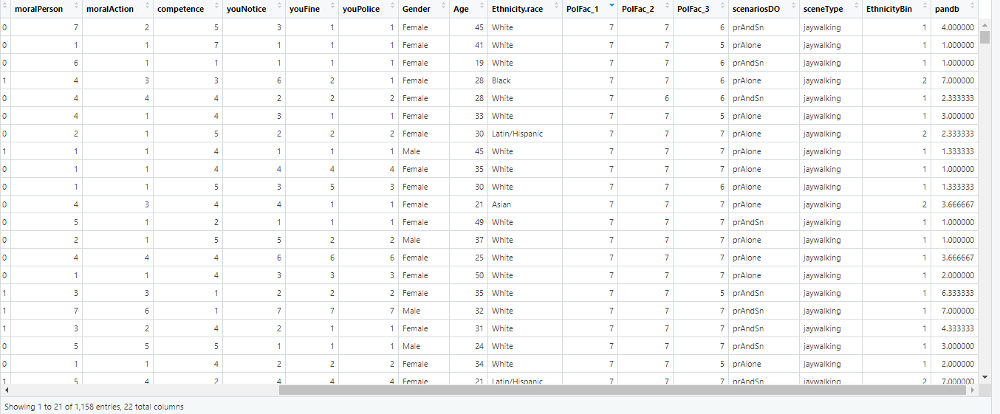 moralPerson moralAction competence youNotice youFine youPolice Gender Age Ethnicity.race PolFac_1 PolFac_2 PolFac_3 scenariosDO sceneType EthnicityBin pandb
0 7 2 5 3 1 1 Female 45 White 7 7 6 prAndSn jaywalking 1 4.000000
0 1 1 7 1 1 1 Female 41 White 7 7 5 prAlone jaywalking 1 1.000000
0 6 1 1 1 1 1 Female 19 White 7 7 6 prAndSn jaywalking 1 1.000000
1 4 3 3 6 2 1 Female 28 Black 7 7 6 prAlone jaywalking 2 7.000000
0 4 4 4 2 2 2 Female 28 White 7 6 6 prAndSn jaywalking 1 2.333333
0 4 1 4 3 1 1 Female 33 White 7 7 5 prAlone jaywalking 1 3.000000
0 2 1 5 2 2 2 Female 30 Latin/Hispanic 7 7 7 prAlone jaywalking 2 2.333333
1 1 1 4 1 1 1 Male 45 White 7 7 7 prAlone jaywalking 1 1.333333
0 1 1 4 4 4 4 Female 35 White 7 7 7 prAlone jaywalking 1 1.000000
0 1 1 5 3 5 3 Female 30 White 7 7 6 prAlone jaywalking 1 1.333333
0 4 3 4 4 1 1 Female 21 Asian 7 7 7 prAlone jaywalking 2 3.666667
0 5 1 2 1 1 1 Female 49 White 7 7 7 prAndSn jaywalking 1 1.000000
0 2 1 5 5 2 2 Male 37 White 7 7 7 prAlone jaywalking 1 1.000000
0 4 4 4 6 6 6 Female 25 White 7 7 7 prAlone jaywalking 1 3.666667
0 1 1 4 3 3 3 Female 50 White 7 7 7 prAlone jaywalking 1 2.000000
1 3 3 1 2 2 2 Female 35 White 7 7 5 prAndSn jaywalking 1 6.333333
1 7 6 1 7 7 7 Male 32 White 7 7 7 prAndSn jaywalking 1 7.000000
1 3 2 4 2 1 1 Female 31 White 7 7 7 prAndSn jaywalking 1 4.333333
0 5 5 5 1 1 1 Male 24 White 7 7 7 prAndSn jaywalking 1 3.000000
0 1 1 4 2 2 2 Female 34 White 7 7 5 prAlone jaywalking 1 2.000000
1 5 4 2 4 4 4 Female 21 Latin/Hispanic 7 7 7 prAndSn jaywalking 2 7.000000
Showing 1 to 21 of 1,158 entries, 22 total columns